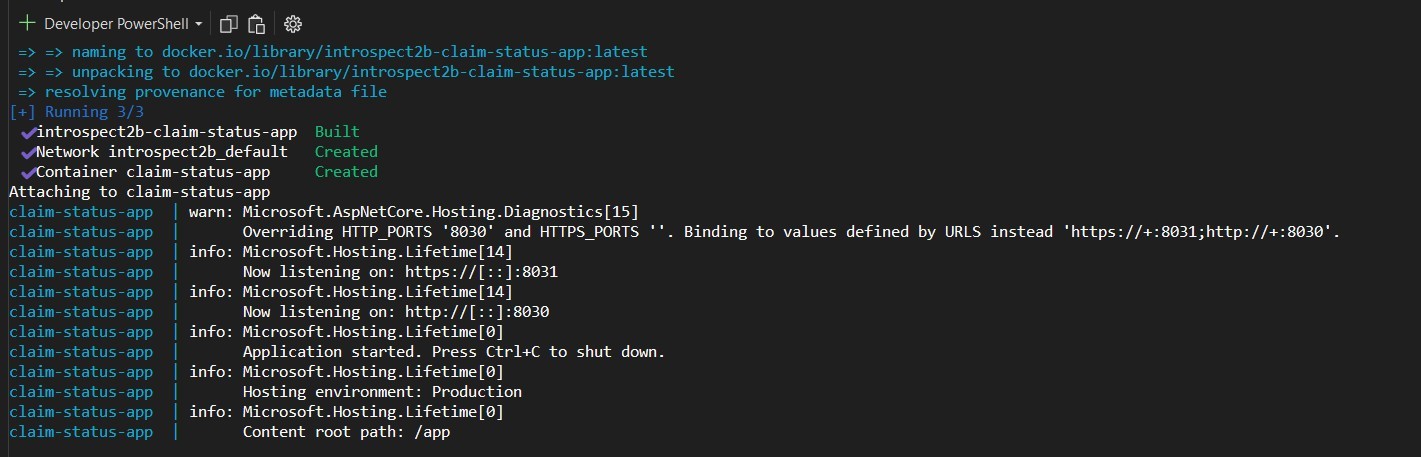 Developer PowerShell
=> => naming to docker.io/library/introspect2b-claim-status-app:latest
=> => unpacking to docker.io/library/introspect2b-claim-status-app:latest
=> resolving provenance for metadata file
[+] Running 3/3
✔introspect2b-claim-status-app  Built
✔Network introspect2b_default   Created
✔Container claim-status-app     Created
Attaching to claim-status-app
claim-status-app  | warn: Microsoft.AspNetCore.Hosting.Diagnostics[15]
claim-status-app  |       Overriding HTTP_PORTS '8030' and HTTPS_PORTS ''. Binding to values defined by URLS instead 'https://+:8031;http://+:8030'.
claim-status-app  | info: Microsoft.Hosting.Lifetime[14]
claim-status-app  |       Now listening on: https://[::]:8031
claim-status-app  | info: Microsoft.Hosting.Lifetime[14]
claim-status-app  |       Now listening on: http://[::]:8030
claim-status-app  | info: Microsoft.Hosting.Lifetime[0]
claim-status-app  |       Application started. Press Ctrl+C to shut down.
claim-status-app  | info: Microsoft.Hosting.Lifetime[0]
claim-status-app  |       Hosting environment: Production
claim-status-app  | info: Microsoft.Hosting.Lifetime[0]
claim-status-app  |       Content root path: /app